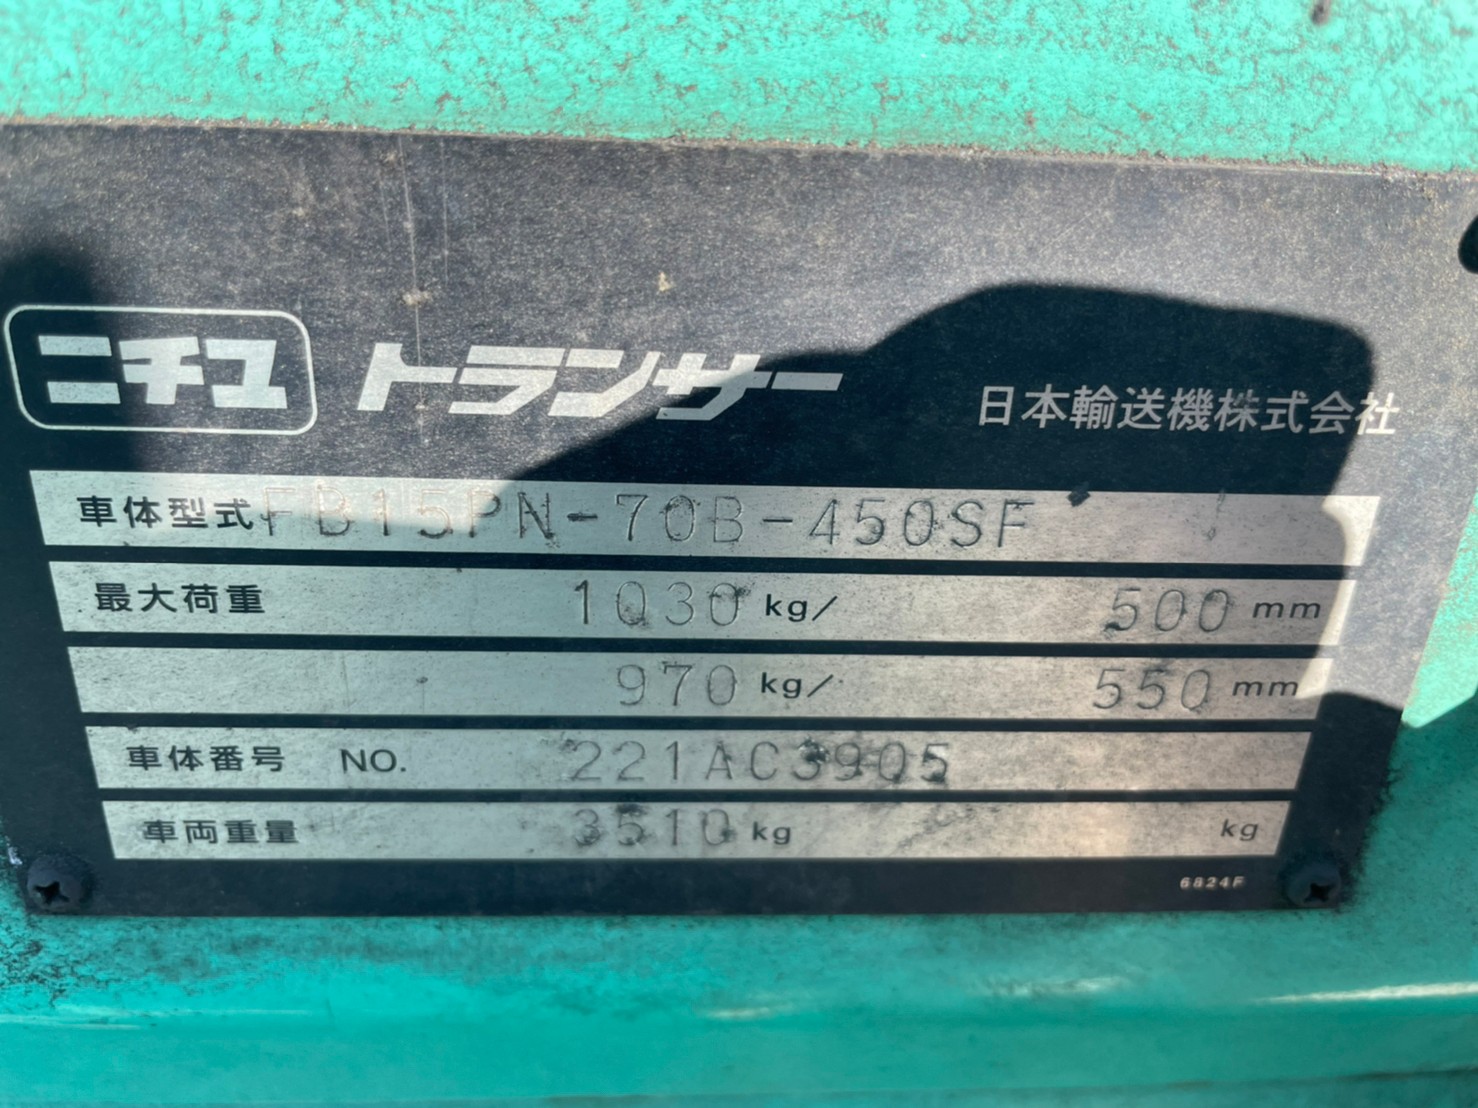 ニチユ トランサー 日本輸送機株式会社
車体型式 FB15PN-70B-450SF
最大荷重 1030 kg/ 500 mm
970 kg/ 550 mm
車体番号 NO. 221AC3905
車両重量 3510 kg kg
6824F